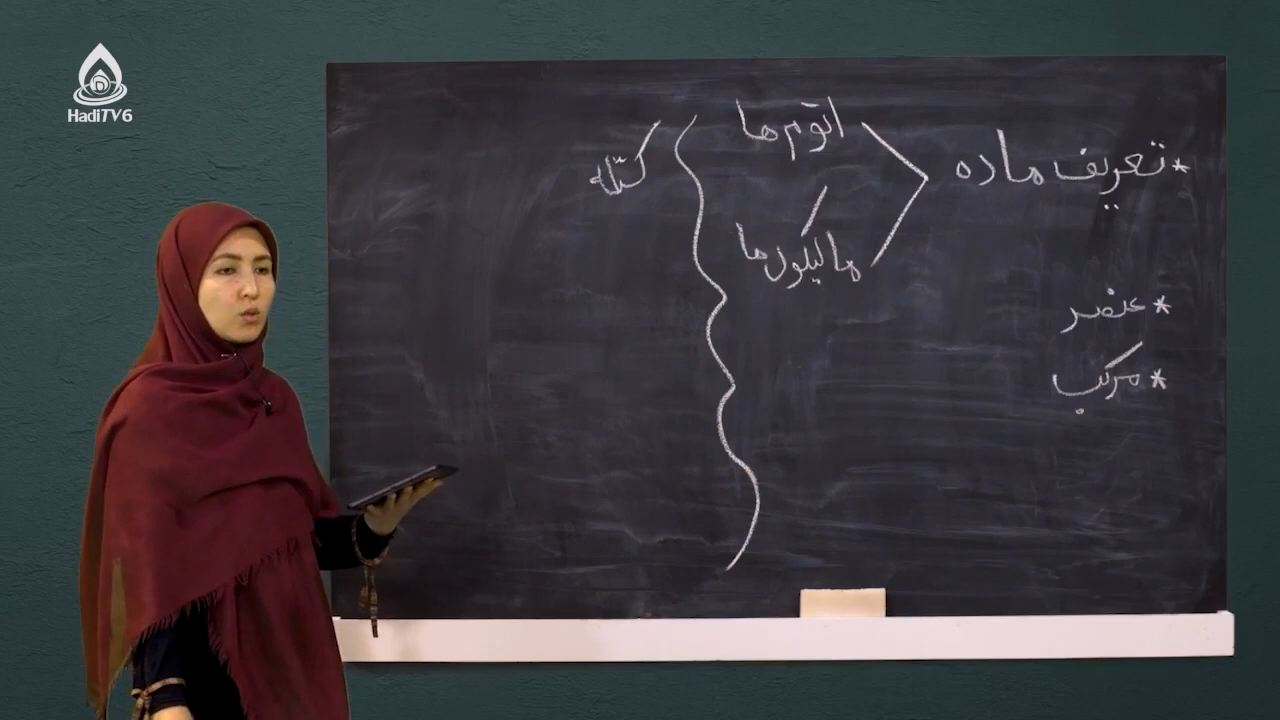 HadiTV6
* تعریف ماده
اتوم ها
مالیکول ها
کتله
* عنصر
* مرکب